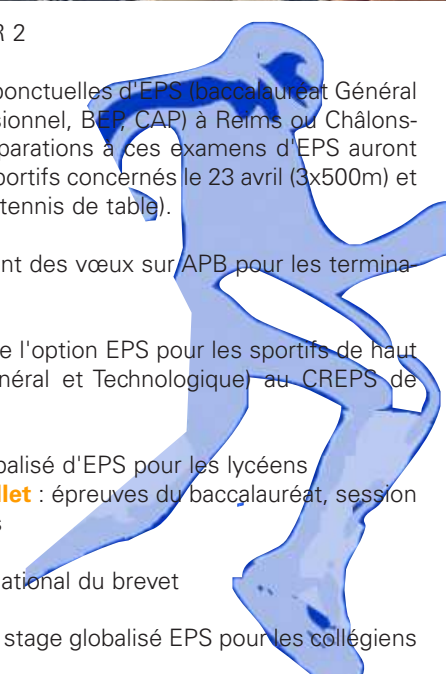 R 2
ponctuelles d'EPS (baccalauréat Général
sionnel, BEP, CAP) à Reims ou Châlons-
parations à ces examens d'EPS auront
portifs concernés le 23 avril (3x500m) et
tennis de table).
nt des vœux sur APB pour les termina-
e l'option EPS pour les sportifs de haut
néral et Technologique) au CREPS de
balisé d'EPS pour les lycéens
llet : épreuves du baccalauréat, session
s
ational du brevet
stage globalisé EPS pour les collégiens